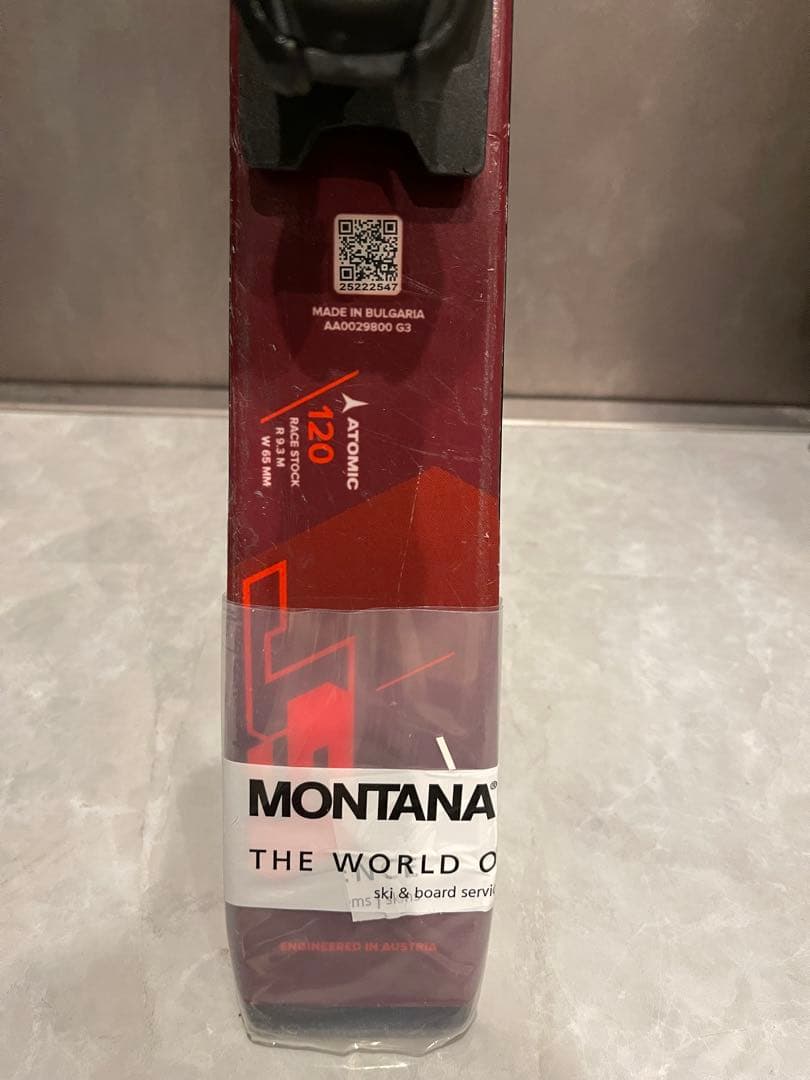 25222547
MADE IN BULGARIA
AA0029800 G3
ATOMIC
120
RACE STOCK
R 9.3 M
W 65 MM
MONTANA®
THE WORLD O
ski & board servic
ENGINEERED IN AUSTRIA